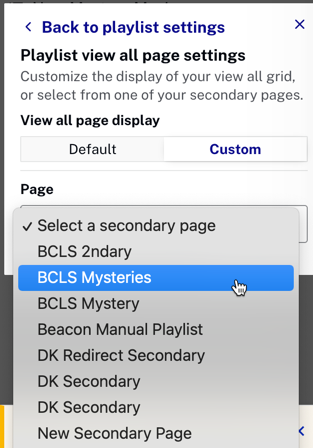 Back to playlist settings
Playlist view all page settings
Customize the display of your view all grid,
or select from one of your secondary pages.
View all page display
Default Custom
Page
Select a secondary page
BCLS 2ndary
BCLS Mysteries
BCLS Mystery
Beacon Manual Playlist
DK Redirect Secondary
DK Secondary
DK Secondary
New Secondary Page